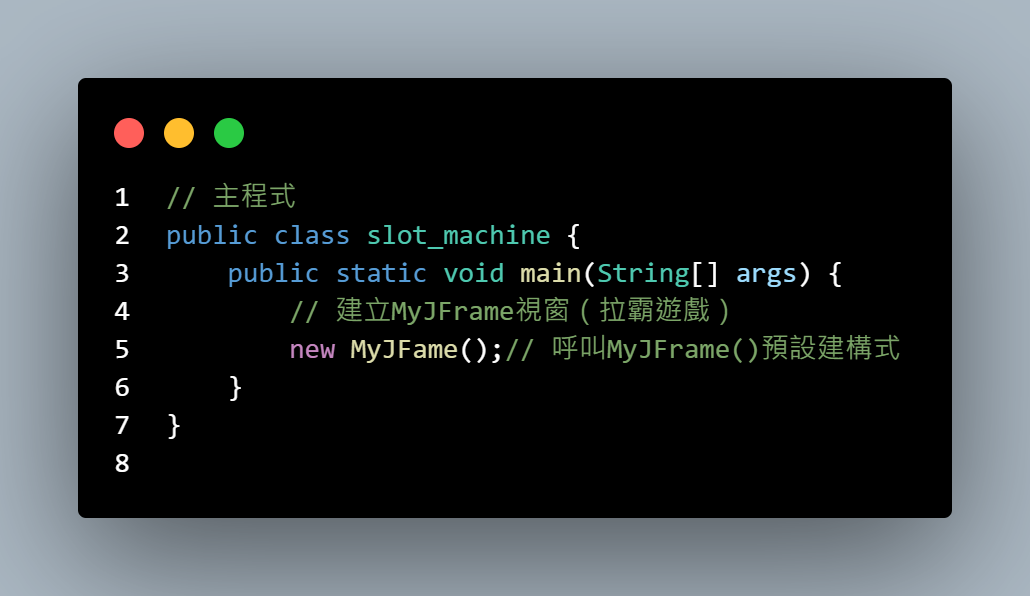 1 // 主程式
2 public class slot_machine {
3     public static void main(String[] args) {
4         // 建立MyJFrame視窗(拉霸遊戲)
5         new MyJFame();// 呼叫MyJFrame()預設建構式
6     }
7 }
8